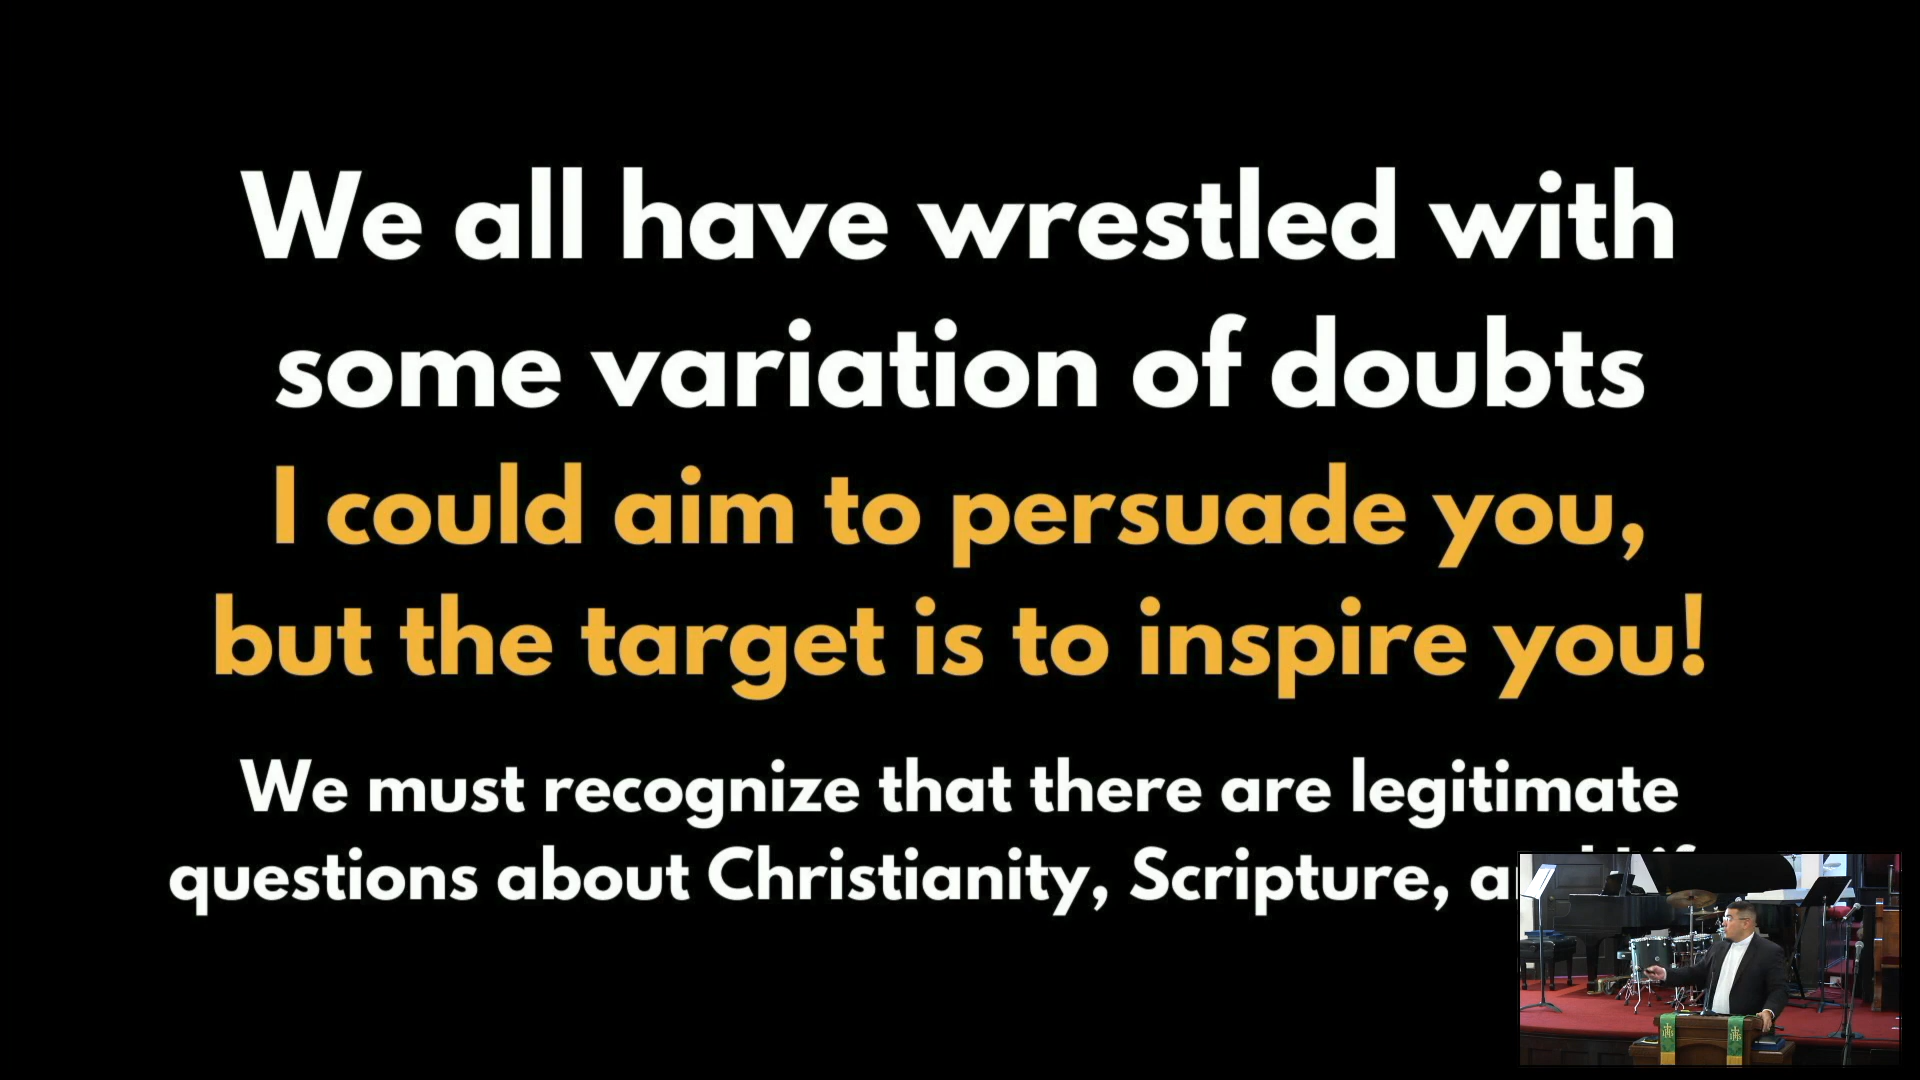 We all have wrestled with
some variation of doubts
I could aim to persuade you,
but the target is to inspire you!
We must recognize that there are legitimate
questions about Christianity, Scripture,